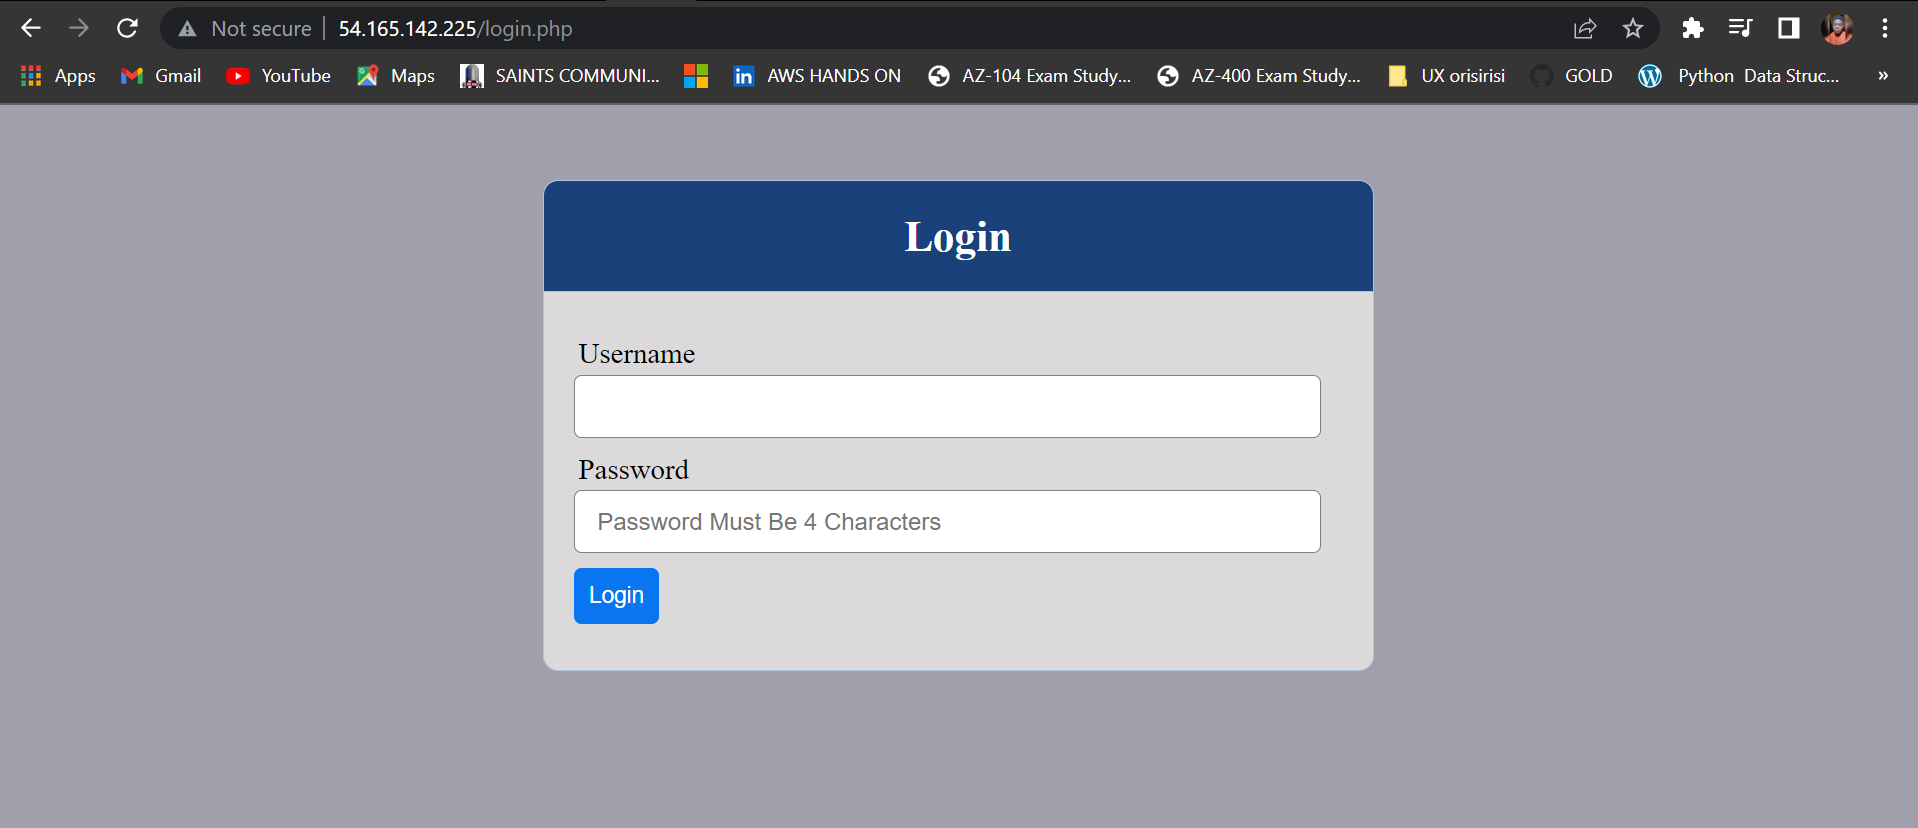 Not secure 54.165.142.225/login.php
Apps Gmail YouTube Maps SAINTS COMMUNI... in AWS HANDS ON AZ-104 Exam Study... AZ-400 Exam Study... UX orisirisi GOLD Python Data Struc... »
Login
Username
Password
Password Must Be 4 Characters
Login